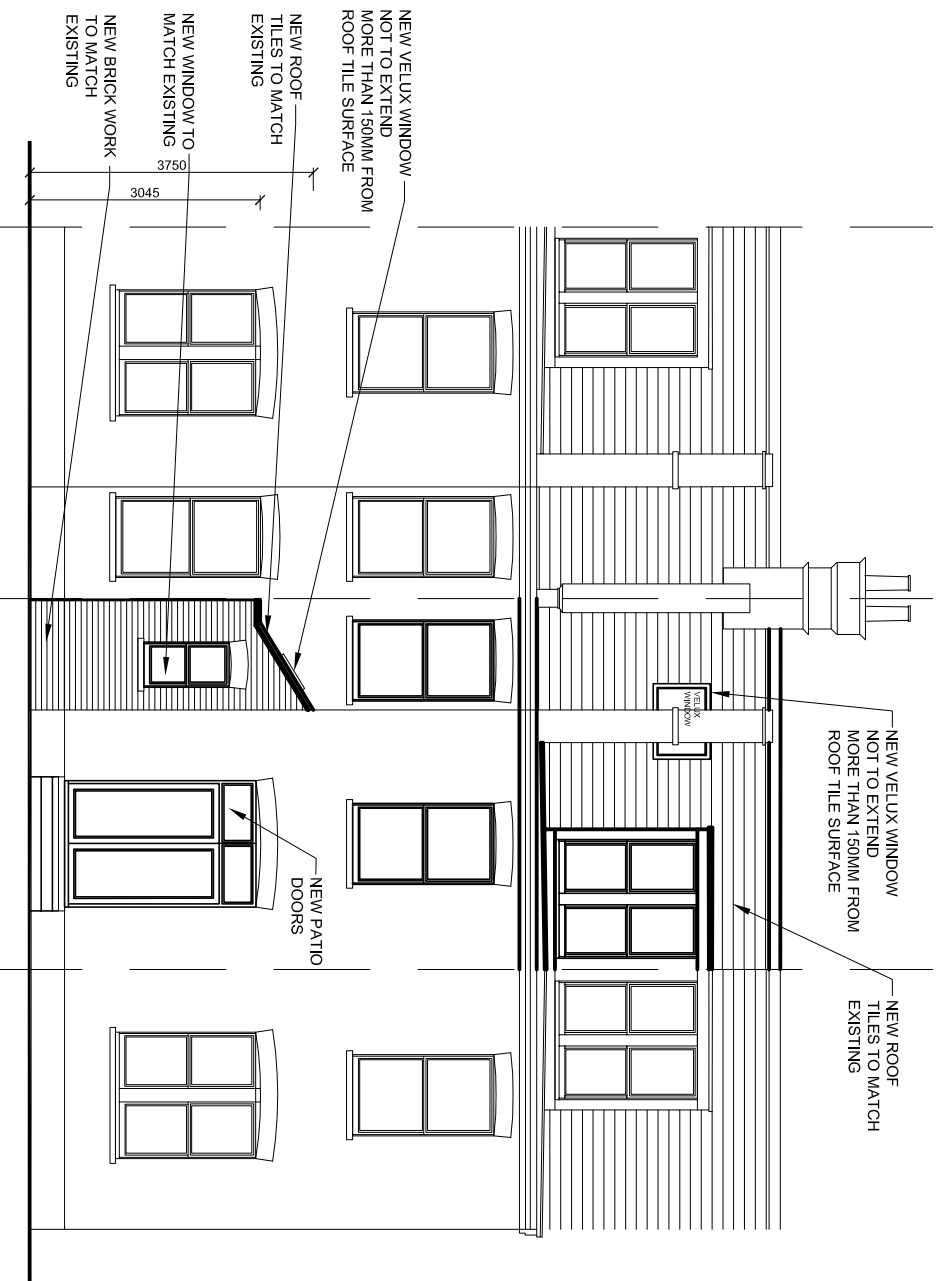 NEW VELUX WINDOW
NOT TO EXTEND
MORE THAN 150MM FROM
ROOF TILE SURFACE
NEW ROOF
TILES TO MATCH
EXISTING
VELUX
WINDOW
NEW VELUX WINDOW
NOT TO EXTEND
MORE THAN 150MM FROM
ROOF TILE SURFACE
NEW ROOF
TILES TO MATCH
EXISTING
NEW WINDOW TO
MATCH EXISTING
NEW BRICK WORK
TO MATCH
EXISTING
3750
3045
NEW PATIO
DOORS